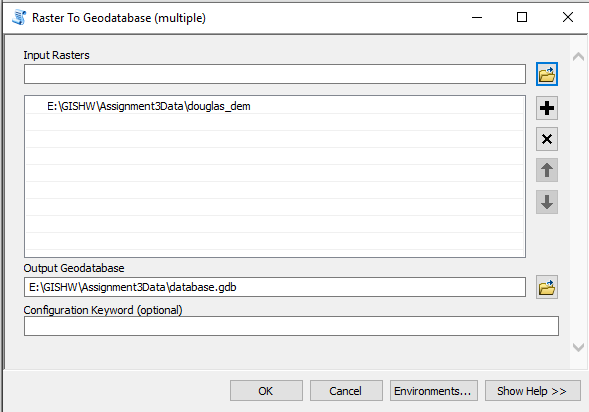 Raster To Geodatabase (multiple)
Input Rasters
E:\GISHW\Assignment3Data\douglas_dem
Output Geodatabase
E:\GISHW\Assignment3Data\database.gdb
Configuration Keyword (optional)
OK Cancel Environments... Show Help >>